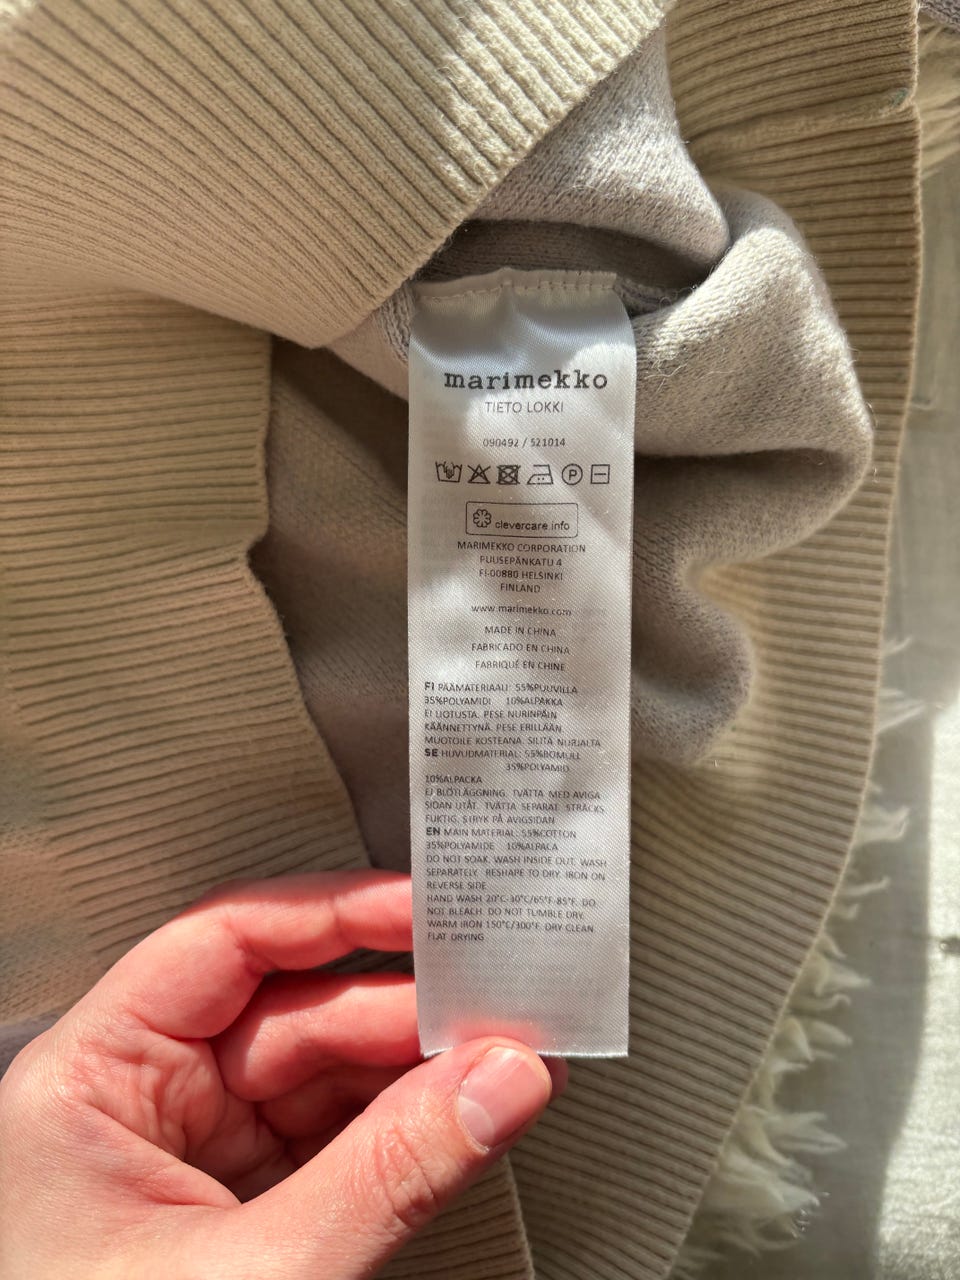 marimekko
TIETO LOKKI
090492 / 521014
P
clevercare.info
MARIMEKKO CORPORATION
PUUSEPÄNKATU 4
FI-00880 HELSINKI
FINLAND
www.marimekko.com
MADE IN CHINA
FABRICADO EN CHINA
FABRIQUÉ EN CHINE
FI PÄÄMATERIAALI: 55%PUUVILLA
35%POLYAMIDI 10%ALPAKKA
EI LIOTUSTA. PESE NURINPÄIN
KÄÄNNETTYNÄ. PESE ERILLÄÄN.
MUOTOILE KOSTEANA. SILITÄ NURJALTA
SE HUVUDMATERIAL: 55%BOMULL
35%POLYAMID
10%ALPACKA
EJ BLÖTLÄGGNING. TVÄTTA MED AVIGA
SIDAN UTÅT. TVÄTTA SEPARAT. STRÄCKS
FUKTIG. STRYK PÅ AVIGSIDAN
EN MAIN MATERIAL: 55%COTTON
35%POLYAMIDE 10%ALPACA
DO NOT SOAK. WASH INSIDE OUT. WASH
SEPARATELY. RESHAPE TO DRY. IRON ON
REVERSE SIDE
HAND WASH 20°C-30°C/65°F-85°F. DO
NOT BLEACH. DO NOT TUMBLE DRY.
WARM IRON 150°C/300°F. DRY CLEAN
FLAT DRYING